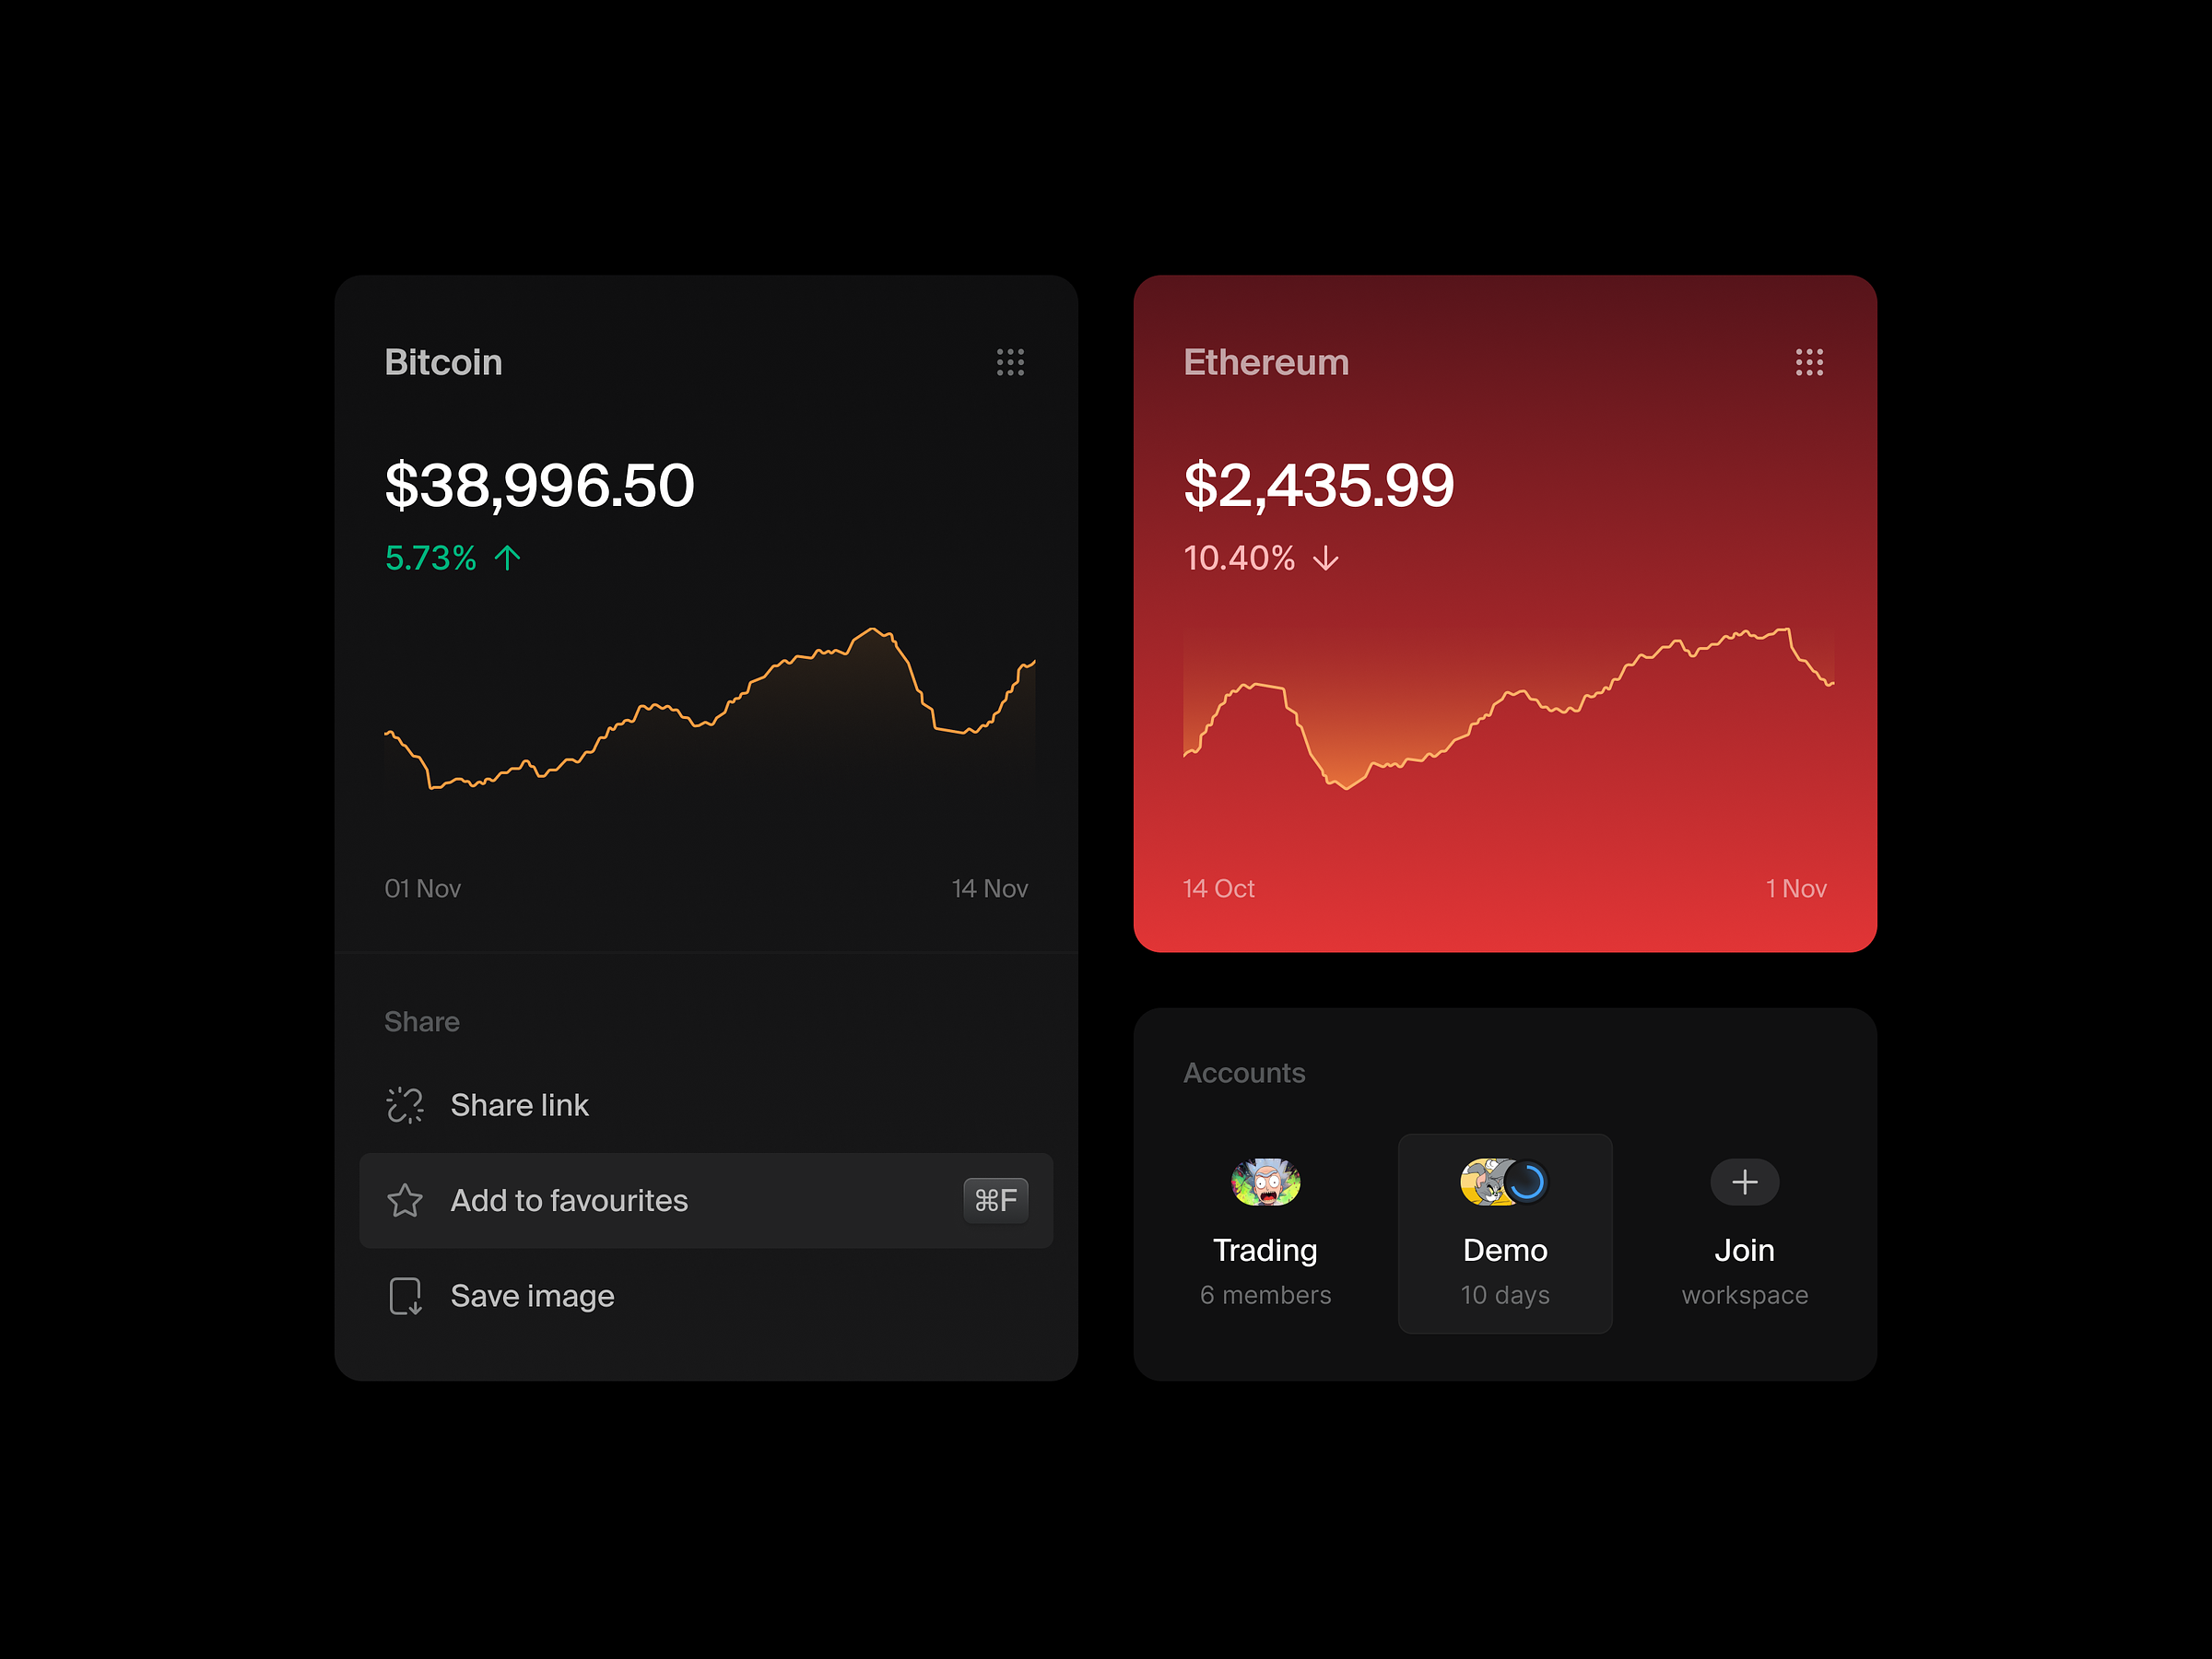 Bitcoin
$38,996.50
5.73% ↑
01 Nov
14 Nov
Share
Share link
Add to favourites
⌘F
Save image
Ethereum
$2,435.99
10.40% ↓
14 Oct
1 Nov
Accounts
Trading
6 members
Demo
10 days
Join
workspace